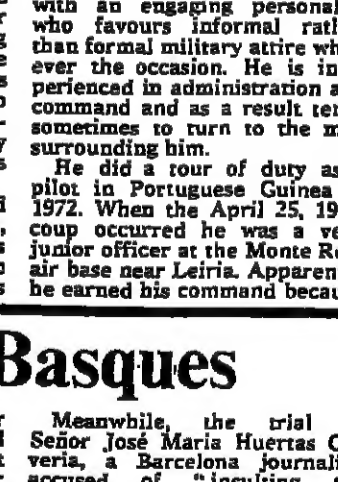 with an engaging personal
who favours informal rath
than formal military attire wh
ever the occasion. He is in
perienced in administration a
command and as a result ten
sometimes to turn to the m
surrounding him.
He did a tour of duty as
pilot in Portuguese Guinea
1972. When the April 25, 19
coup occurred he was a ve
junior officer at the Monte Re
air base near Leiria. Apparen
he earned his command becau
Basques
Meanwhile, the trial
Señor José Maria Huertas C
veria, a Barcelona journali
accused of "insulting